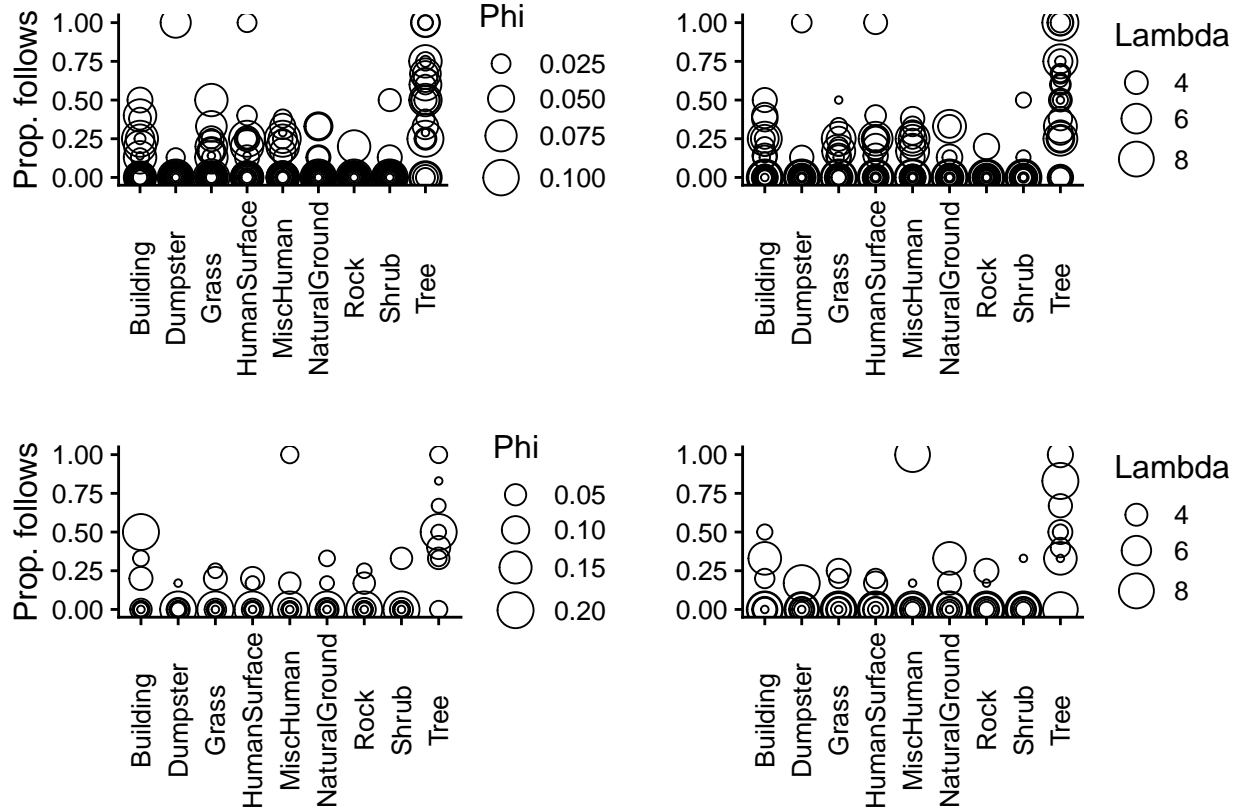 Prop. follows
1.00
0.75
0.50
0.25
0.00
Building
Dumpster
Grass
HumanSurface
MiscHuman
NaturalGround
Rock
Shrub
Tree
Phi
0.025
0.050
0.075
0.100
1.00
0.75
0.50
0.25
0.00
Building
Dumpster
Grass
HumanSurface
MiscHuman
NaturalGround
Rock
Shrub
Tree
Lambda
4
6
8
Prop. follows
1.00
0.75
0.50
0.25
0.00
Building
Dumpster
Grass
HumanSurface
MiscHuman
NaturalGround
Rock
Shrub
Tree
Phi
0.05
0.10
0.15
0.20
1.00
0.75
0.50
0.25
0.00
Building
Dumpster
Grass
HumanSurface
MiscHuman
NaturalGround
Rock
Shrub
Tree
Lambda
4
6
8